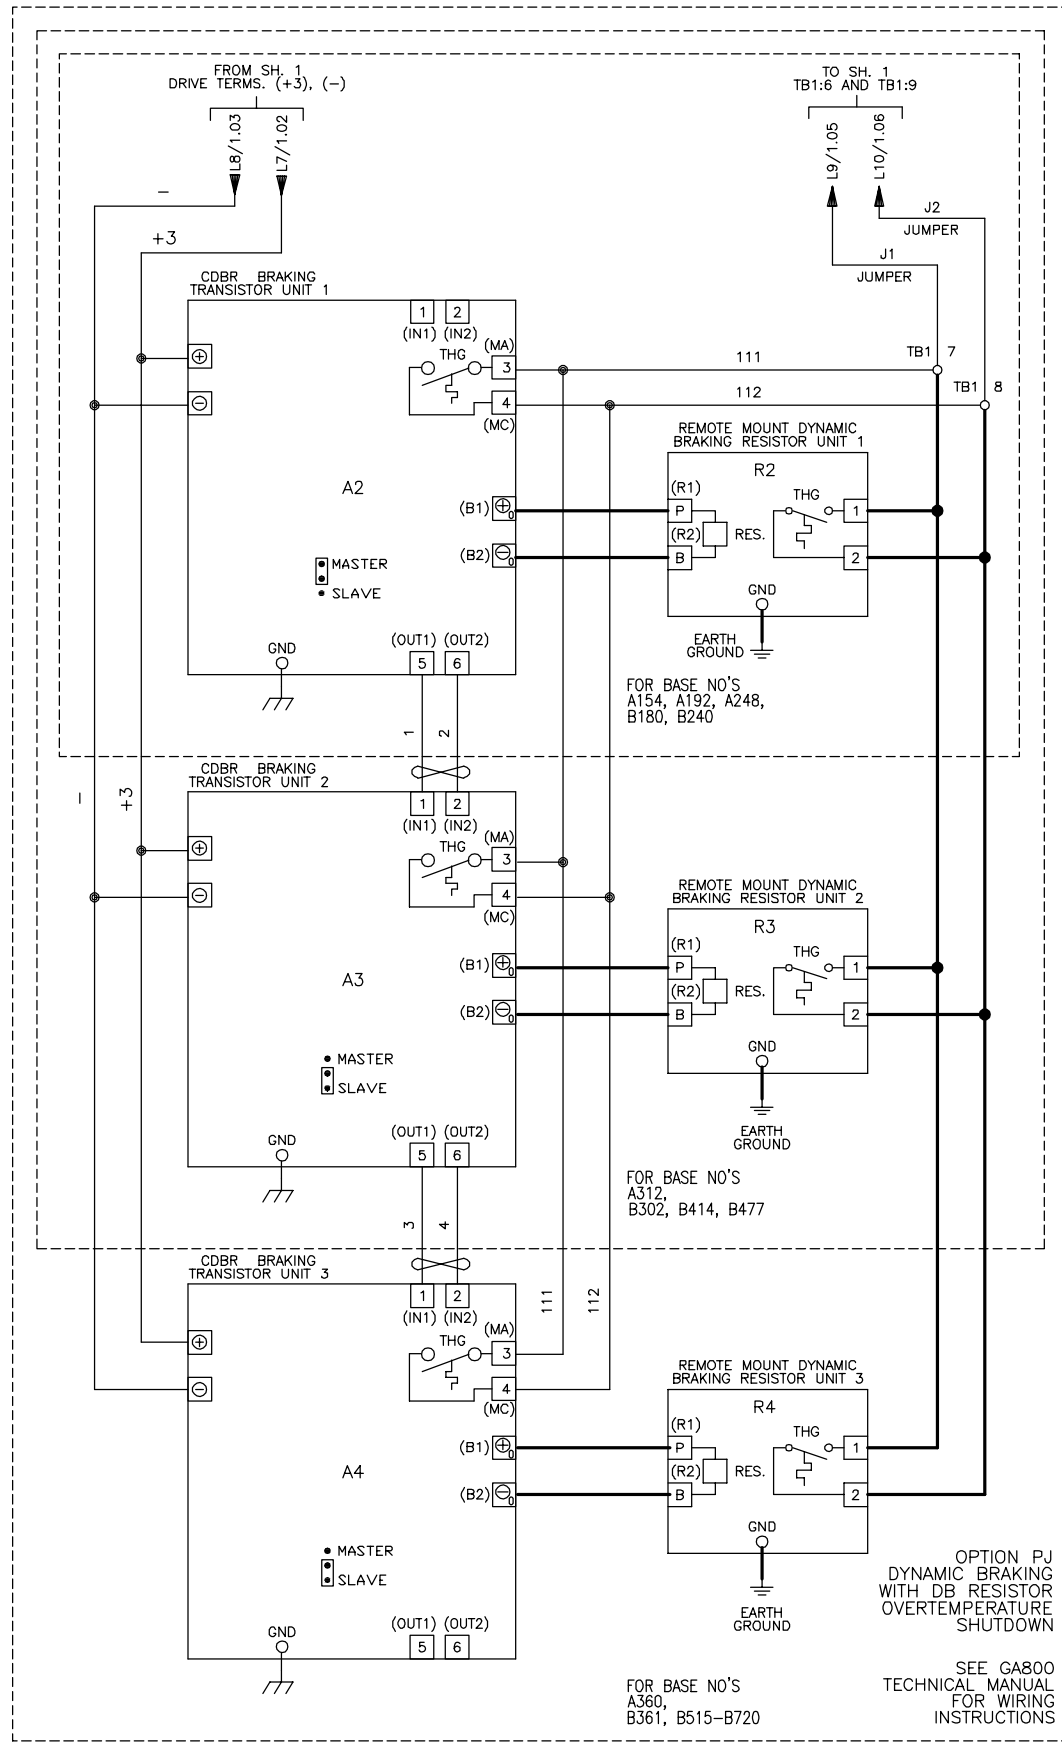 FROM SH. 1
DRIVE TERMS. (+3), (−)
L8/1.03
L7/1.02
TO SH. 1
TB1:6 AND TB1:9
L9/1.05
L10/1.06
−
+3
J2
JUMPER
J1
JUMPER
CDBR BRAKING
TRANSISTOR UNIT 1
1 2
(IN1) (IN2)
THG
(MA)
3
4
(MC)
111
112
TB1 7
TB1 8
+
−
A2
(B1) + 0
(B2) − 0
MASTER
SLAVE
GND
(OUT1) (OUT2)
5 6
REMOTE MOUNT DYNAMIC
BRAKING RESISTOR UNIT 1
R2
(R1)
P
(R2)
B
RES.
THG
1
2
GND
EARTH
GROUND
FOR BASE NO'S
A154, A192, A248,
B180, B240
1
2
−
+3
CDBR BRAKING
TRANSISTOR UNIT 2
1 2
(IN1) (IN2)
THG
(MA)
3
4
(MC)
+
−
A3
(B1) + 0
(B2) − 0
MASTER
SLAVE
GND
(OUT1) (OUT2)
5 6
REMOTE MOUNT DYNAMIC
BRAKING RESISTOR UNIT 2
R3
(R1)
P
(R2)
B
RES.
THG
1
2
GND
EARTH
GROUND
FOR BASE NO'S
A312,
B302, B414, B477
3
4
CDBR BRAKING
TRANSISTOR UNIT 3
1 2
(IN1) (IN2)
THG
(MA)
3
4
(MC)
111
112
+
−
A4
(B1) + 0
(B2) − 0
MASTER
SLAVE
GND
(OUT1) (OUT2)
5 6
REMOTE MOUNT DYNAMIC
BRAKING RESISTOR UNIT 3
R4
(R1)
P
(R2)
B
RES.
THG
1
2
GND
EARTH
GROUND
FOR BASE NO'S
A360,
B361, B515–B720
OPTION PJ
DYNAMIC BRAKING
WITH DB RESISTOR
OVERTEMPERATURE
SHUTDOWN
SEE GA800
TECHNICAL MANUAL
FOR WIRING
INSTRUCTIONS